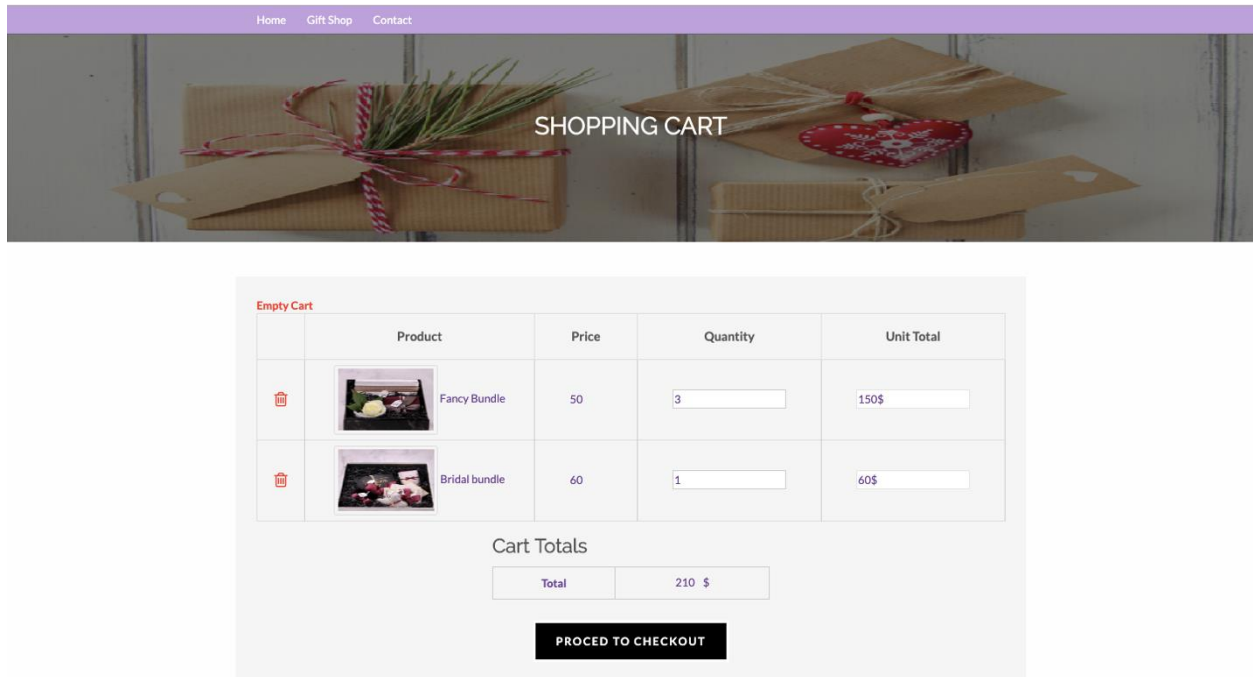 Home Gift Shop Contact
SHOPPING CART
Empty Cart
Product Price Quantity Unit Total
Fancy Bundle 50 3 150$
Bridal bundle 60 1 60$
Cart Totals
Total 210 $
PROCED TO CHECKOUT